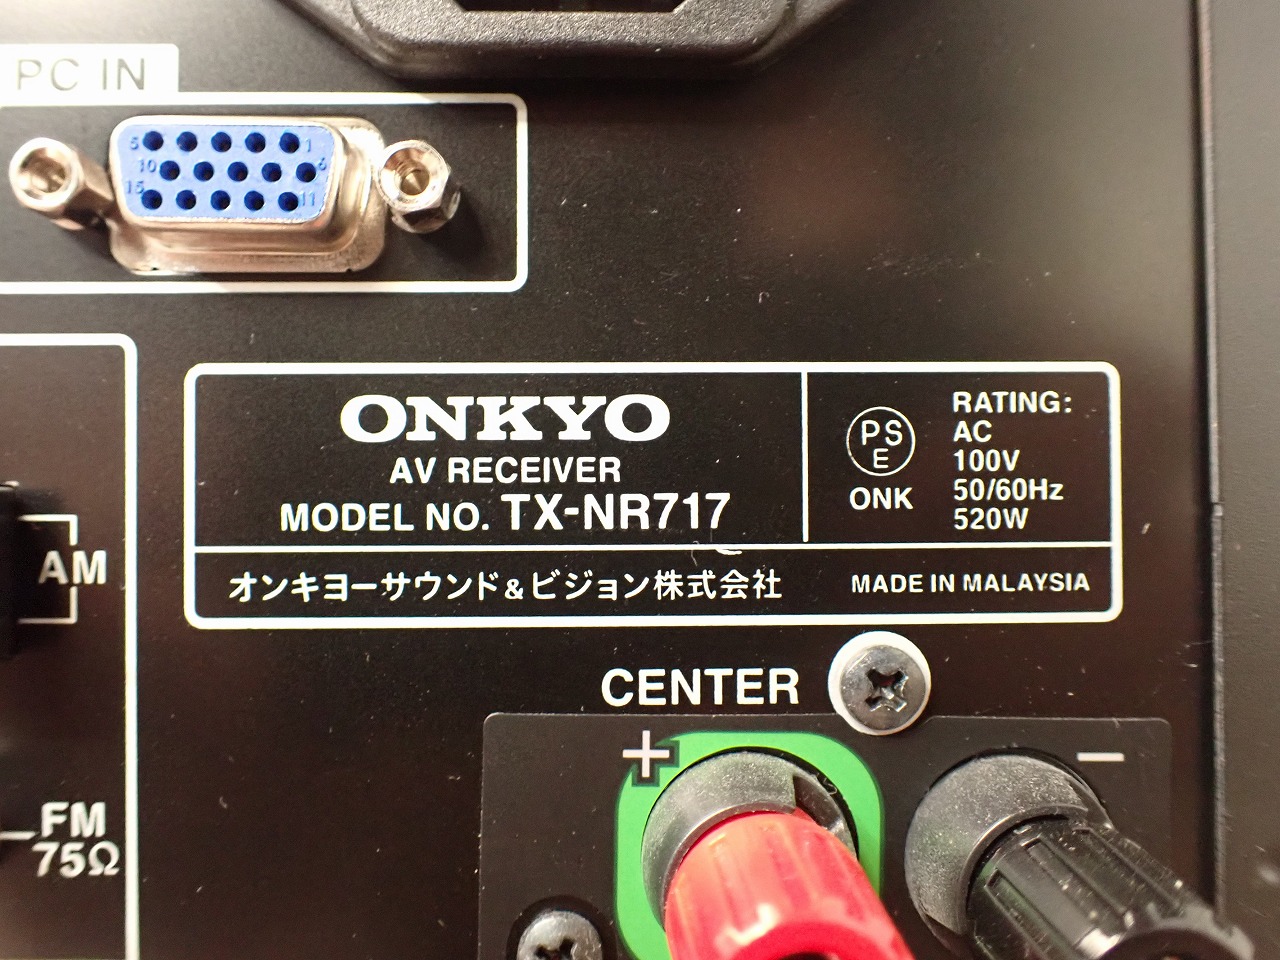 PC IN
5 1
10 6
15 11
ONKYO
AV RECEIVER
MODEL NO. TX-NR717
PS
E
ONK
RATING:
AC
100V
50/60Hz
520W
オンキヨーサウンド&ビジョン株式会社
MADE IN MALAYSIA
AM
FM
75Ω
CENTER
+ −